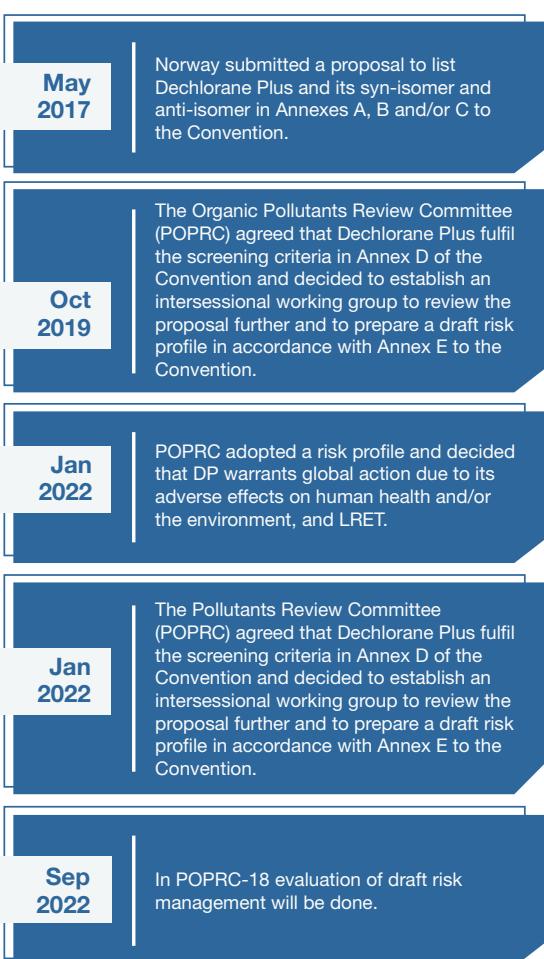 May
2017
Norway submitted a proposal to list
Dechlorane Plus and its syn-isomer and
anti-isomer in Annexes A, B and/or C to
the Convention.
Oct
2019
The Organic Pollutants Review Committee
(POPRC) agreed that Dechlorane Plus fulfil
the screening criteria in Annex D of the
Convention and decided to establish an
intersessional working group to review the
proposal further and to prepare a draft risk
profile in accordance with Annex E to the
Convention.
Jan
2022
POPRC adopted a risk profile and decided
that DP warrants global action due to its
adverse effects on human health and/or
the environment, and LRET.
Jan
2022
The Pollutants Review Committee
(POPRC) agreed that Dechlorane Plus fulfil
the screening criteria in Annex D of the
Convention and decided to establish an
intersessional working group to review the
proposal further and to prepare a draft risk
profile in accordance with Annex E to the
Convention.
Sep
2022
In POPRC-18 evaluation of draft risk
management will be done.